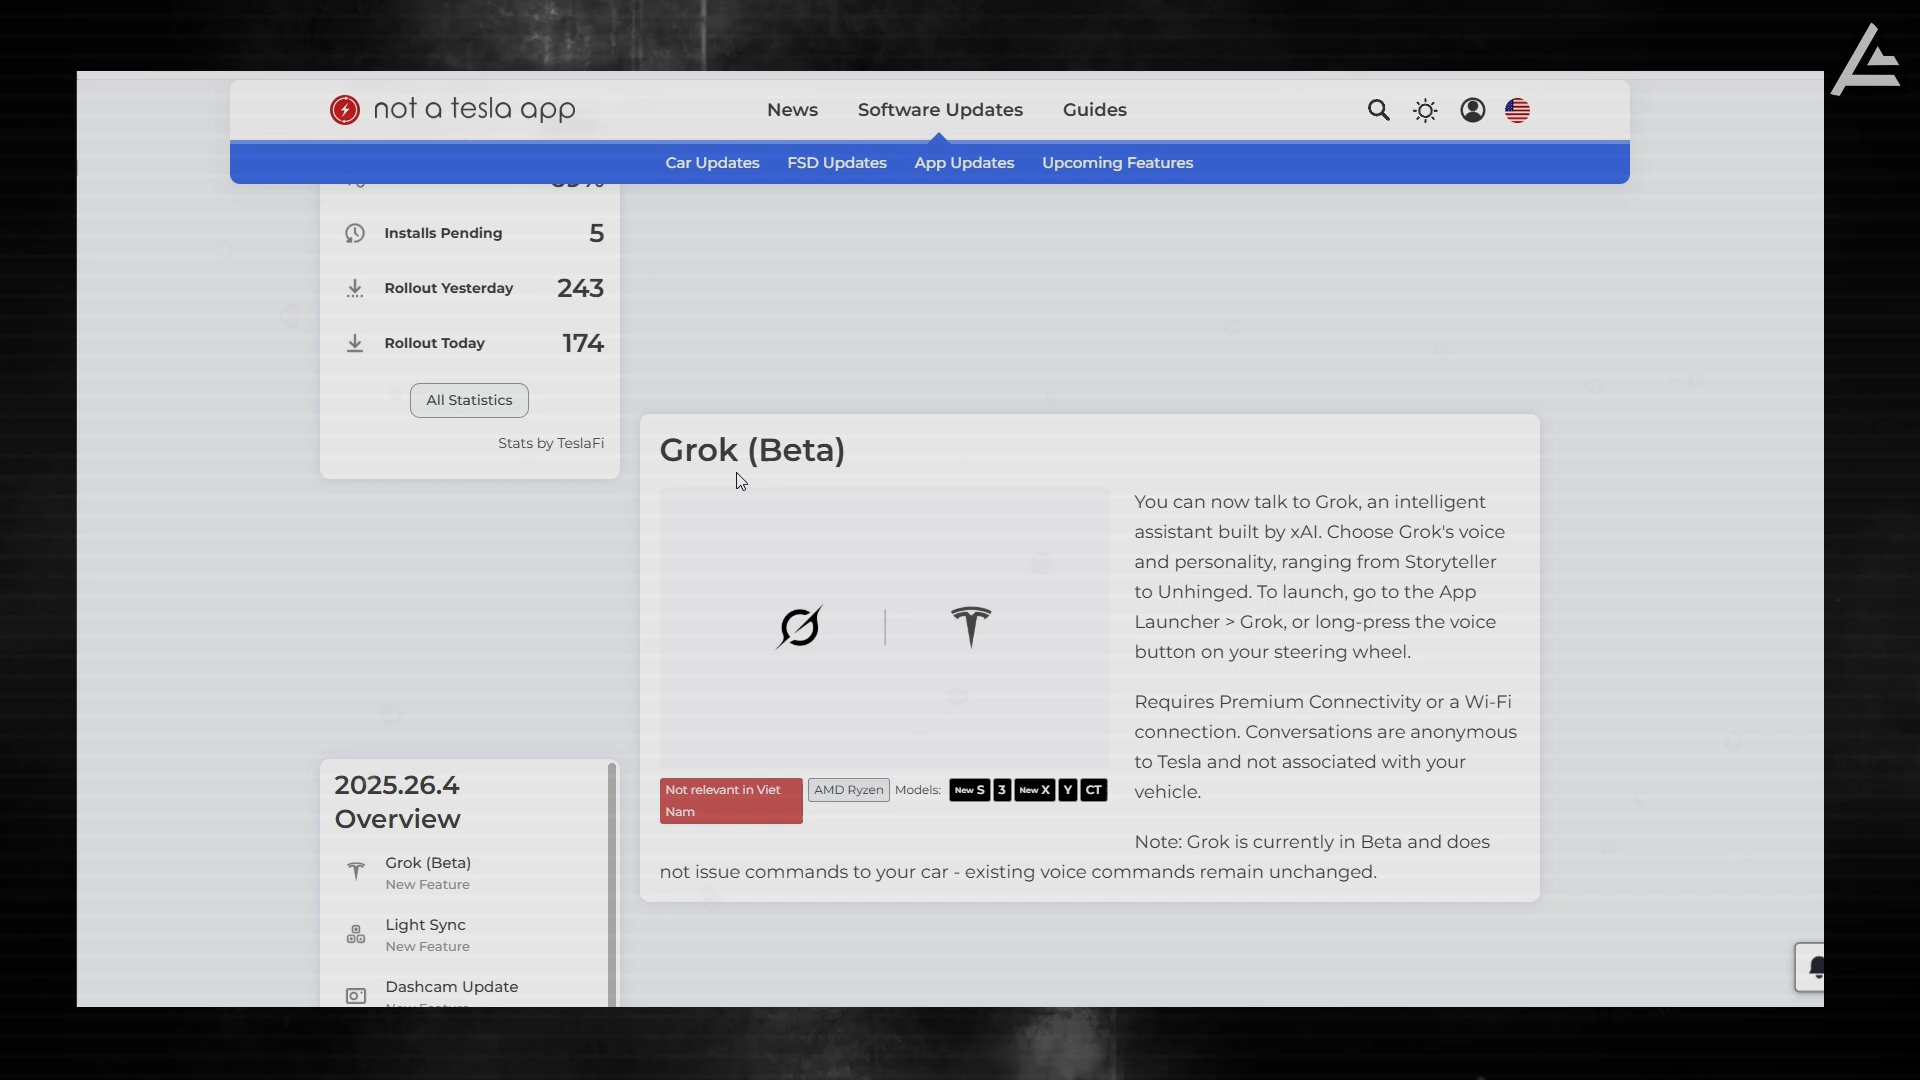 not a tesla app
News
Software Updates
Guides
Car Updates
FSD Updates
App Updates
Upcoming Features
Installs Pending
5
Rollout Yesterday
243
Rollout Today
174
All Statistics
Stats by TeslaFi
Grok (Beta)
You can now talk to Grok, an intelligent
assistant built by xAI. Choose Grok's voice
and personality, ranging from Storyteller
to Unhinged. To launch, go to the App
Launcher > Grok, or long-press the voice
button on your steering wheel.
Requires Premium Connectivity or a Wi-Fi
connection. Conversations are anonymous
to Tesla and not associated with your
vehicle.
Not relevant in Viet
Nam
AMD Ryzen
Models:
New S
3
New X
Y
CT
Note: Grok is currently in Beta and does
not issue commands to your car - existing voice commands remain unchanged.
2025.26.4
Overview
Grok (Beta)
New Feature
Light Sync
New Feature
Dashcam Update